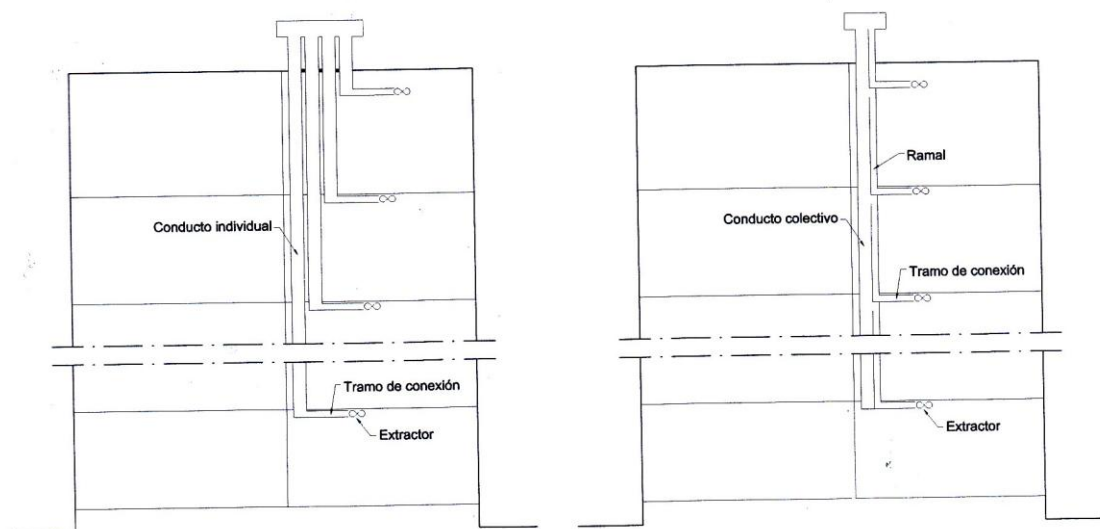 Conducto individual
Tramo de conexión
Extractor
Ramal
Conducto colectivo
Tramo de conexión
Extractor